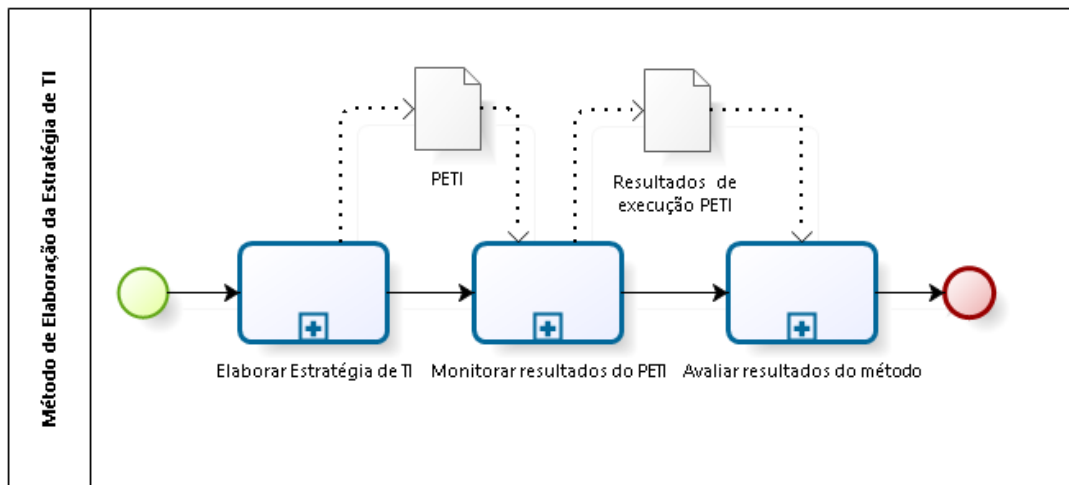 Método de Elaboração da Estratégia de TI
PETI
Resultados de
execução PETI
Elaborar Estratégia de TI
Monitorar resultados do PETI
Avaliar resultados do método